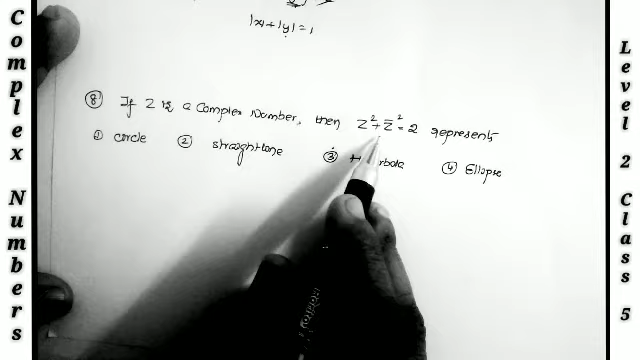 Complex Numbers
|x|+|y|=1
⑧ If Z is a Complex Number, then Z²+Z̄²=2 represents
① circle ② straightline ③ ④ Ellipse
Level 2 Class 5